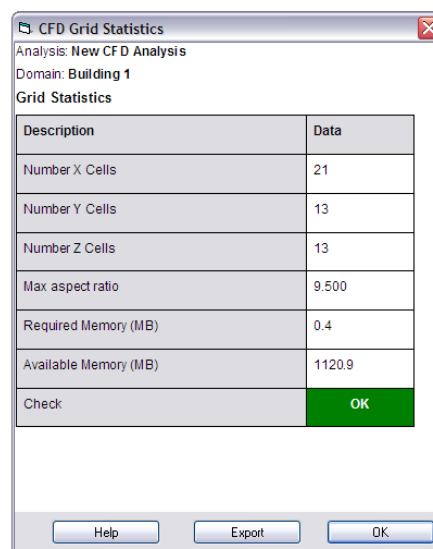 CFD Grid Statistics
Analysis: New CFD Analysis
Domain: Building 1
Grid Statistics
Description Data
Number X Cells 21
Number Y Cells 13
Number Z Cells 13
Max aspect ratio 9.500
Required Memory (MB) 0.4
Available Memory (MB) 1120.9
Check OK
Help Export OK